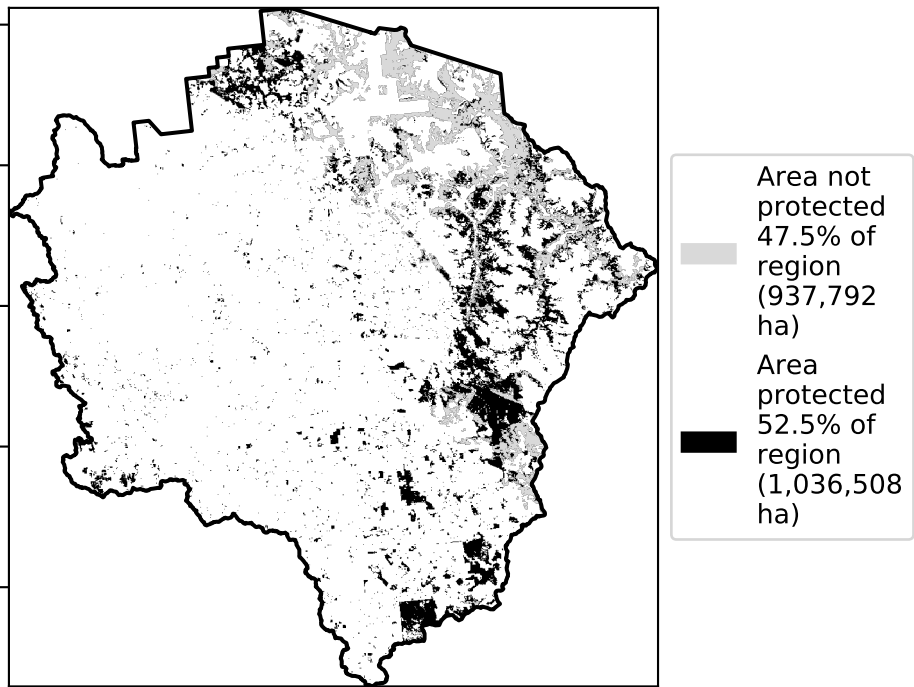 Area not
protected
47.5% of
region
(937,792
ha)
Area
protected
52.5% of
region
(1,036,508
ha)